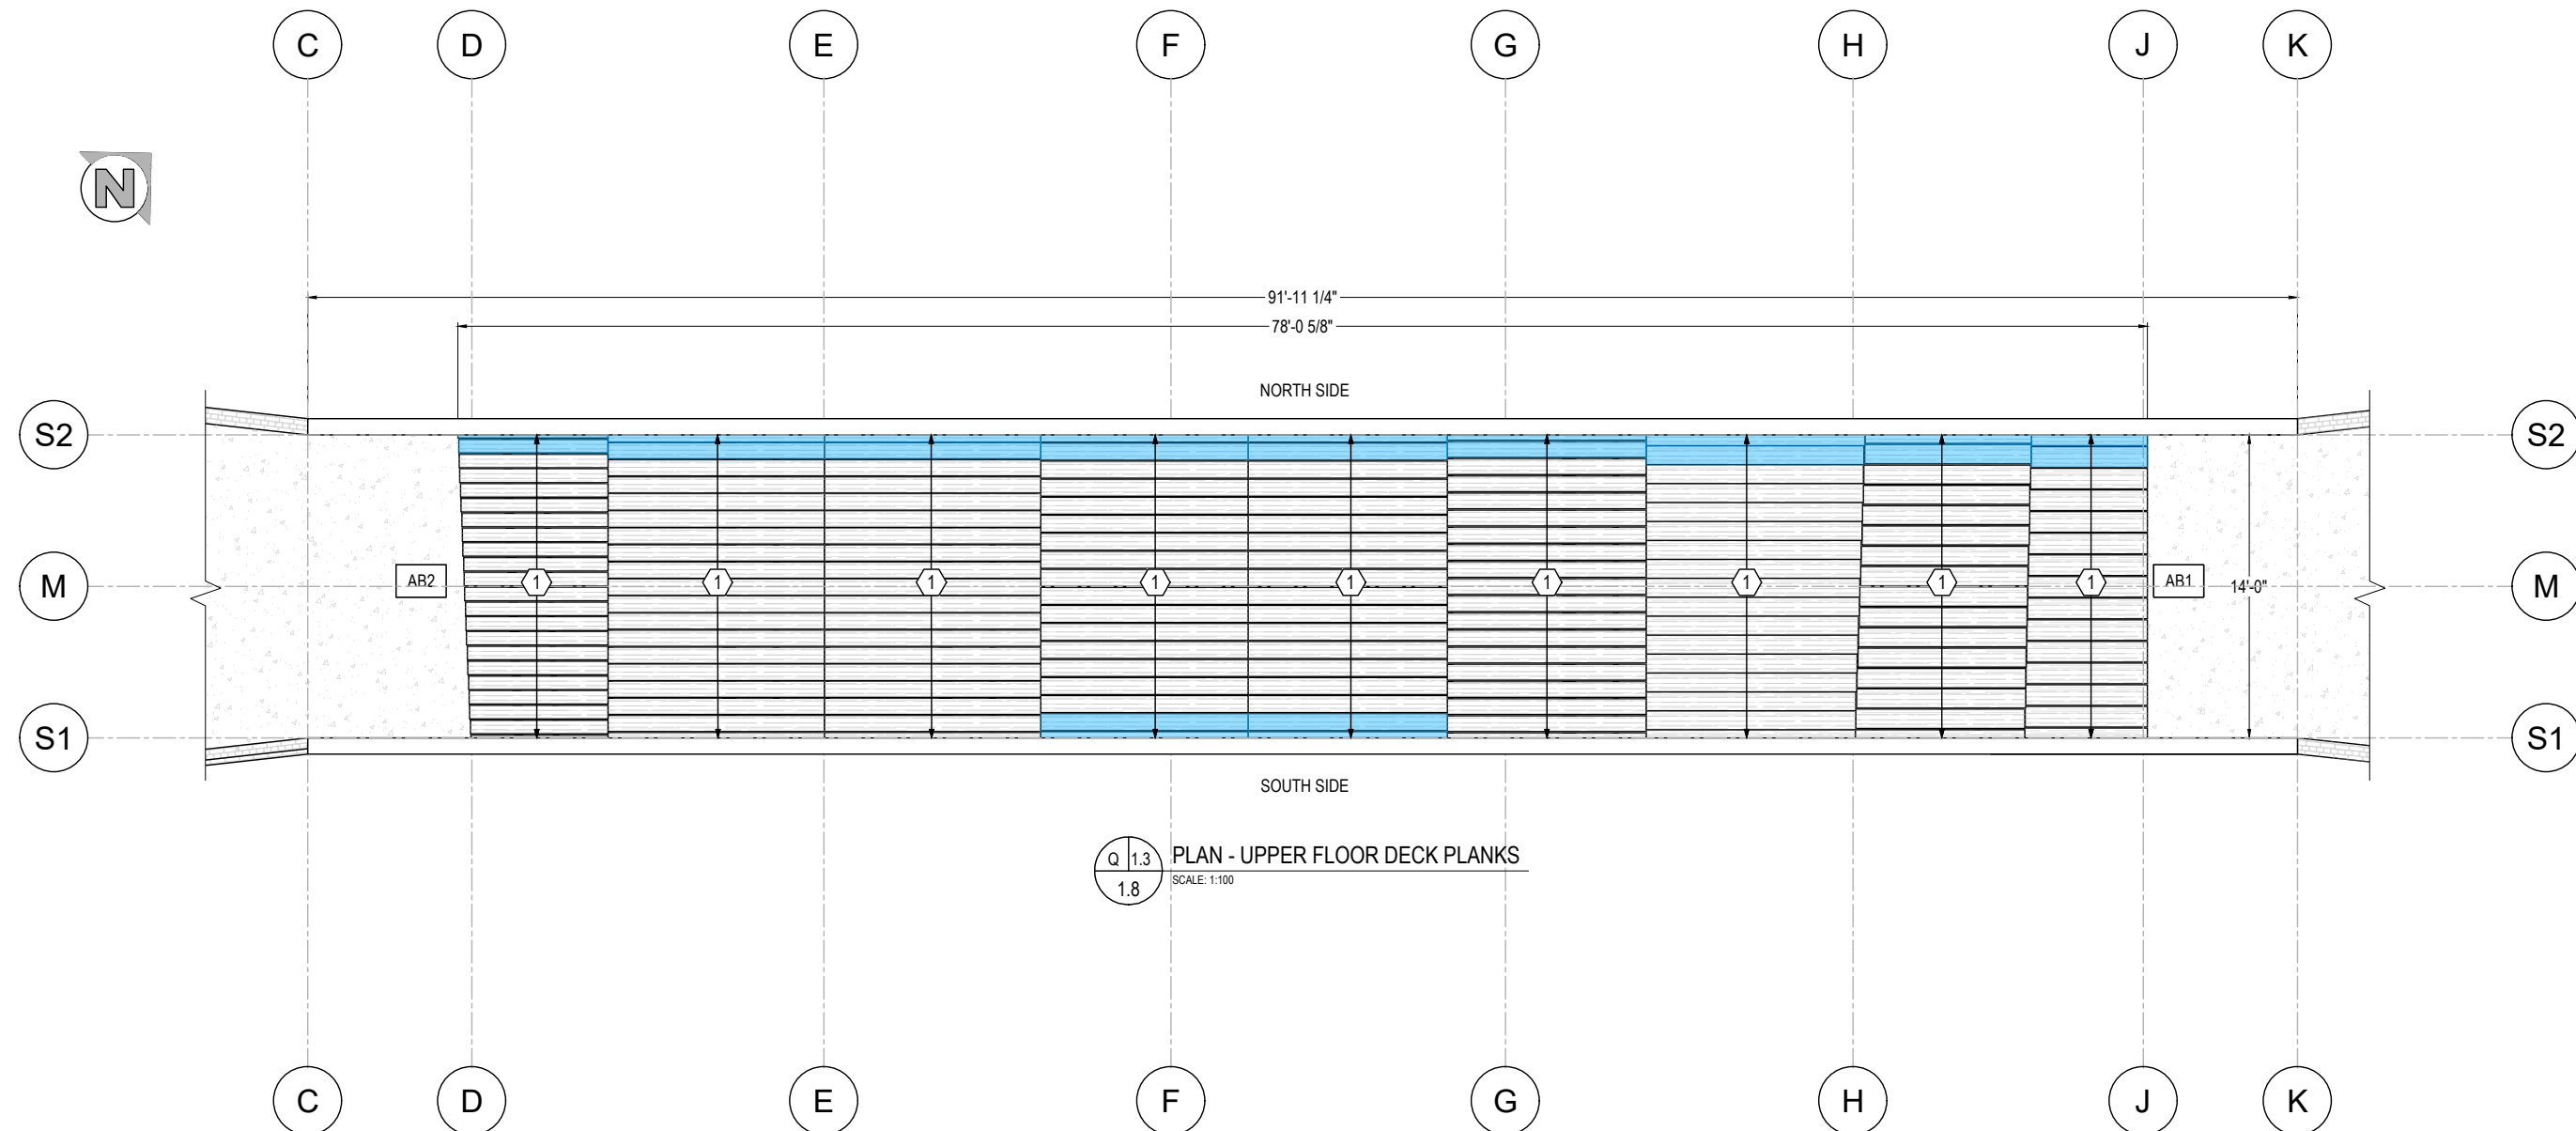 C D E F G H J K
N
91'-11 1/4"
78'-0 5/8"
NORTH SIDE
S2 S2
M AB2 1 1 1 1 1 1 1 1 1 AB1 14'-0" M
S1 S1
SOUTH SIDE
Q 1.3 PLAN - UPPER FLOOR DECK PLANKS
1.8 SCALE: 1:100
C D E F G H J K